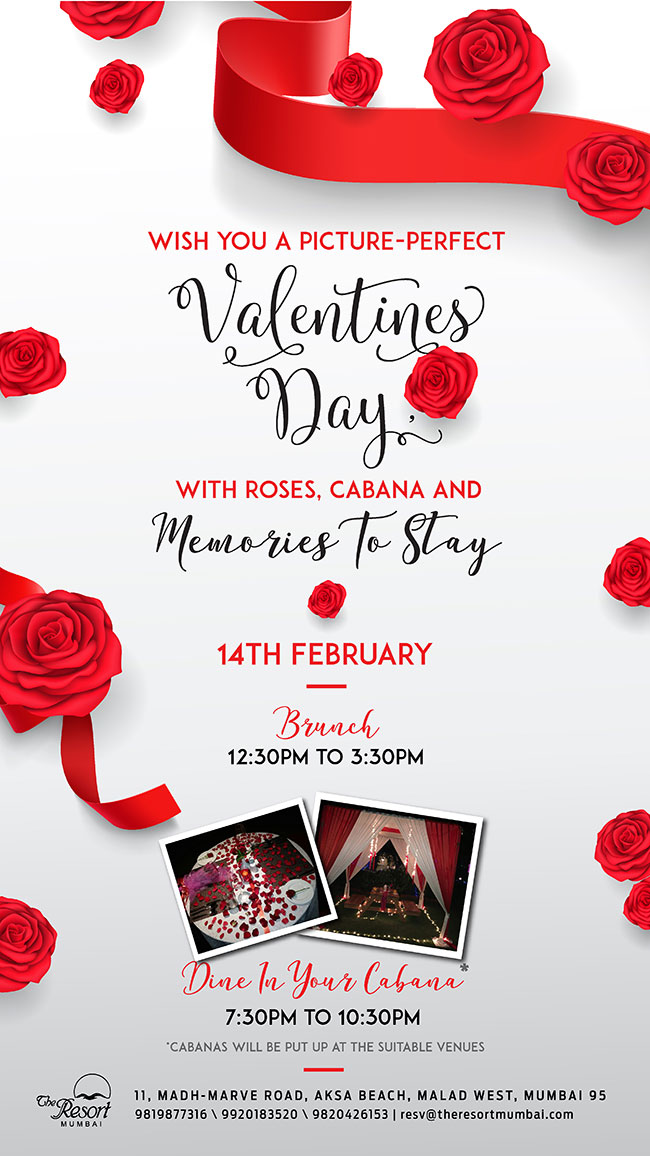 WISH YOU A PICTURE-PERFECT
Valentines
Day,
WITH ROSES, CABANA AND
Memories To Stay
14TH FEBRUARY
Brunch
12:30PM TO 3:30PM
Dine In Your Cabana*
7:30PM TO 10:30PM
*CABANAS WILL BE PUT UP AT THE SUITABLE VENUES
The
Resort
MUMBAI
11, MADH-MARVE ROAD, AKSA BEACH, MALAD WEST, MUMBAI 95
9819877316 \ 9920183520 \ 9820426153 | resv@theresortmumbai.com